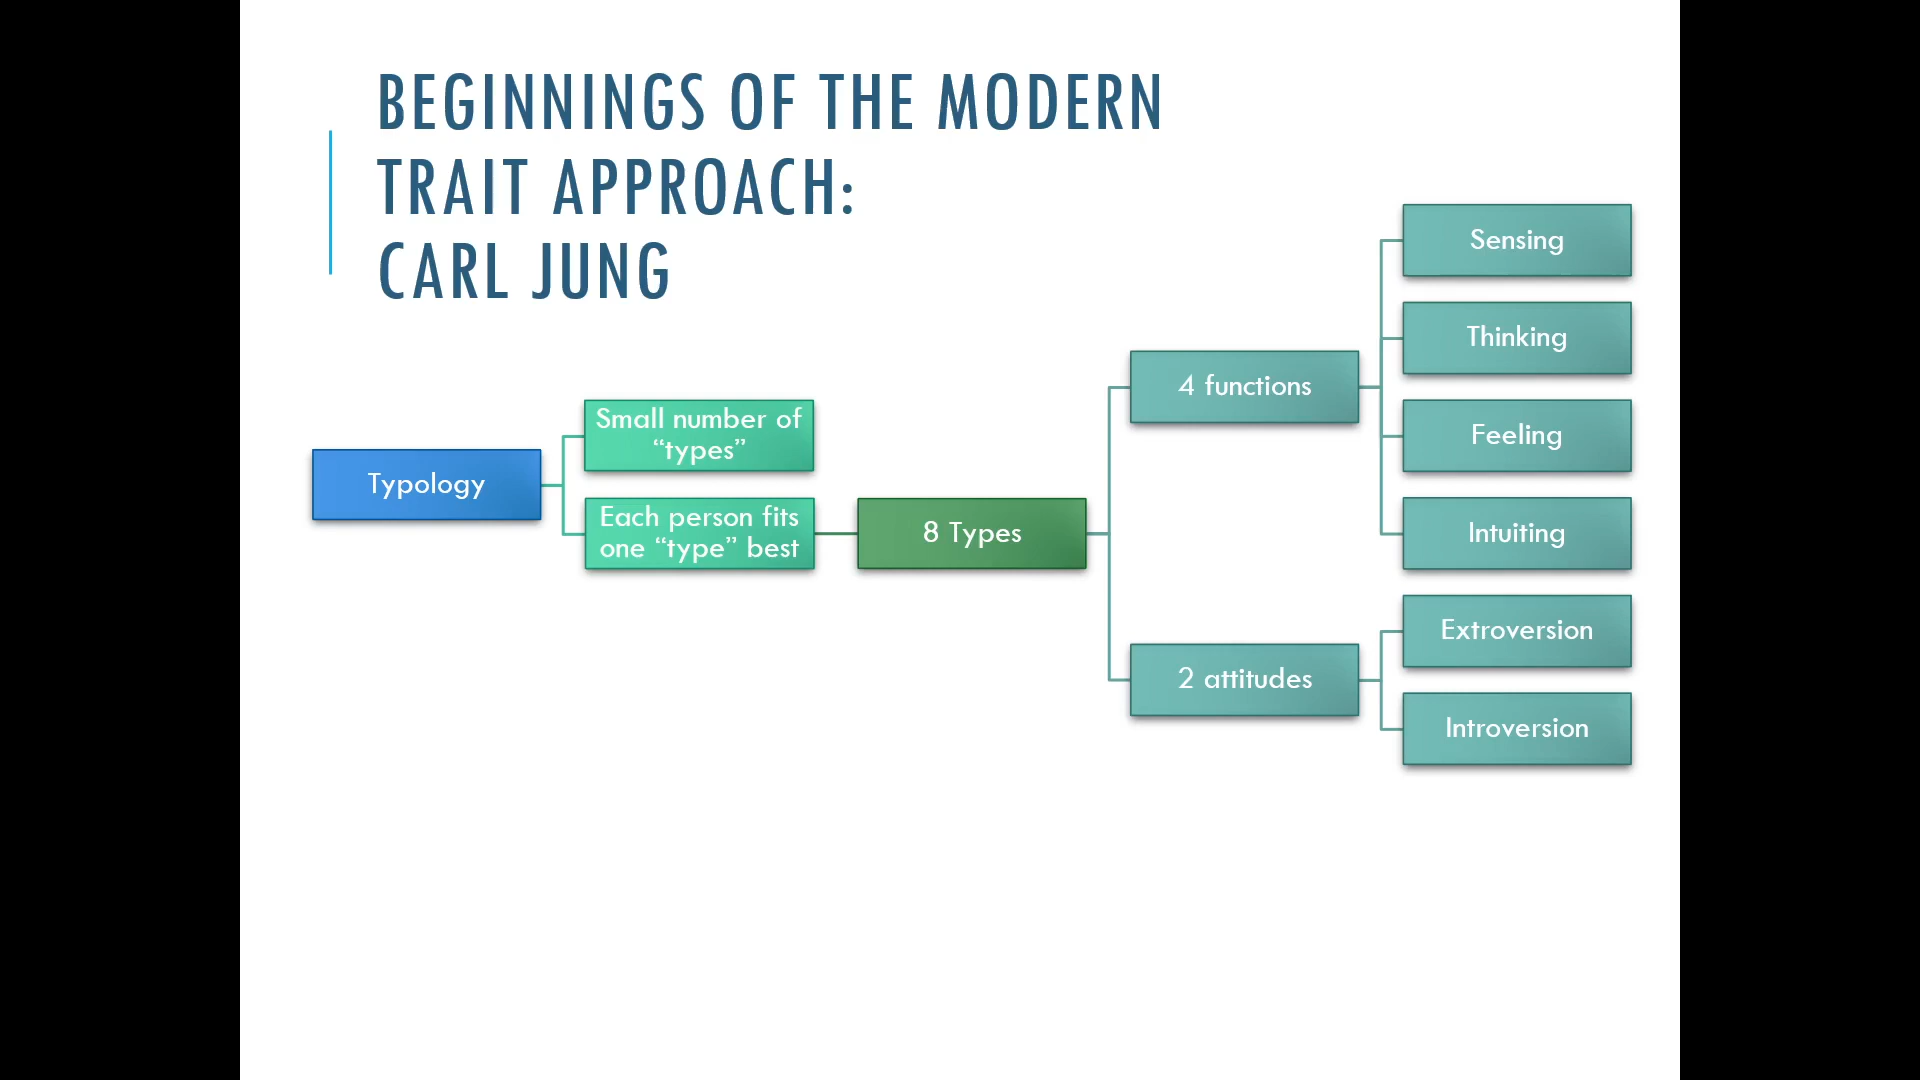 BEGINNINGS OF THE MODERN
TRAIT APPROACH:
CARL JUNG
Typology
Small number of
“types”
Each person fits
one “type” best
8 Types
4 functions
Sensing
Thinking
Feeling
Intuiting
2 attitudes
Extroversion
Introversion